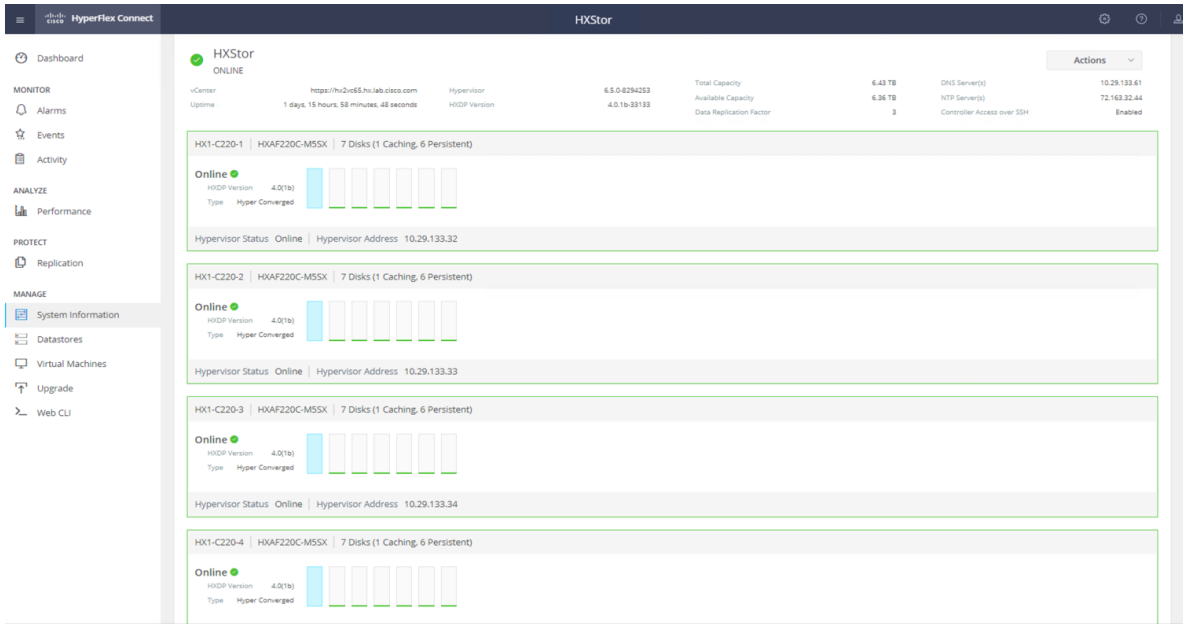 cisco HyperFlex Connect
HXStor
Dashboard
MONITOR
Alarms
Events
Activity
ANALYZE
Performance
PROTECT
Replication
MANAGE
System Information
Datastores
Virtual Machines
Upgrade
Web CLI
HXStor
ONLINE
Actions
vCenter https://hx2vc65.hx.lab.cisco.com
Uptime 1 days, 15 hours, 58 minutes, 48 seconds
Hypervisor 6.5.0-8294253
HXDP Version 4.0.1b-33133
Total Capacity 6.43 TB
Available Capacity 6.36 TB
Data Replication Factor 3
DNS Server(s) 10.29.133.61
NTP Server(s) 72.163.32.44
Controller Access over SSH Enabled
HX1-C220-1 | HXAF220C-M5SX | 7 Disks (1 Caching, 6 Persistent)
Online
HXDP Version 4.0(1b)
Type Hyper Converged
Hypervisor Status Online | Hypervisor Address 10.29.133.32
HX1-C220-2 | HXAF220C-M5SX | 7 Disks (1 Caching, 6 Persistent)
Online
HXDP Version 4.0(1b)
Type Hyper Converged
Hypervisor Status Online | Hypervisor Address 10.29.133.33
HX1-C220-3 | HXAF220C-M5SX | 7 Disks (1 Caching, 6 Persistent)
Online
HXDP Version 4.0(1b)
Type Hyper Converged
Hypervisor Status Online | Hypervisor Address 10.29.133.34
HX1-C220-4 | HXAF220C-M5SX | 7 Disks (1 Caching, 6 Persistent)
Online
HXDP Version 4.0(1b)
Type Hyper Converged